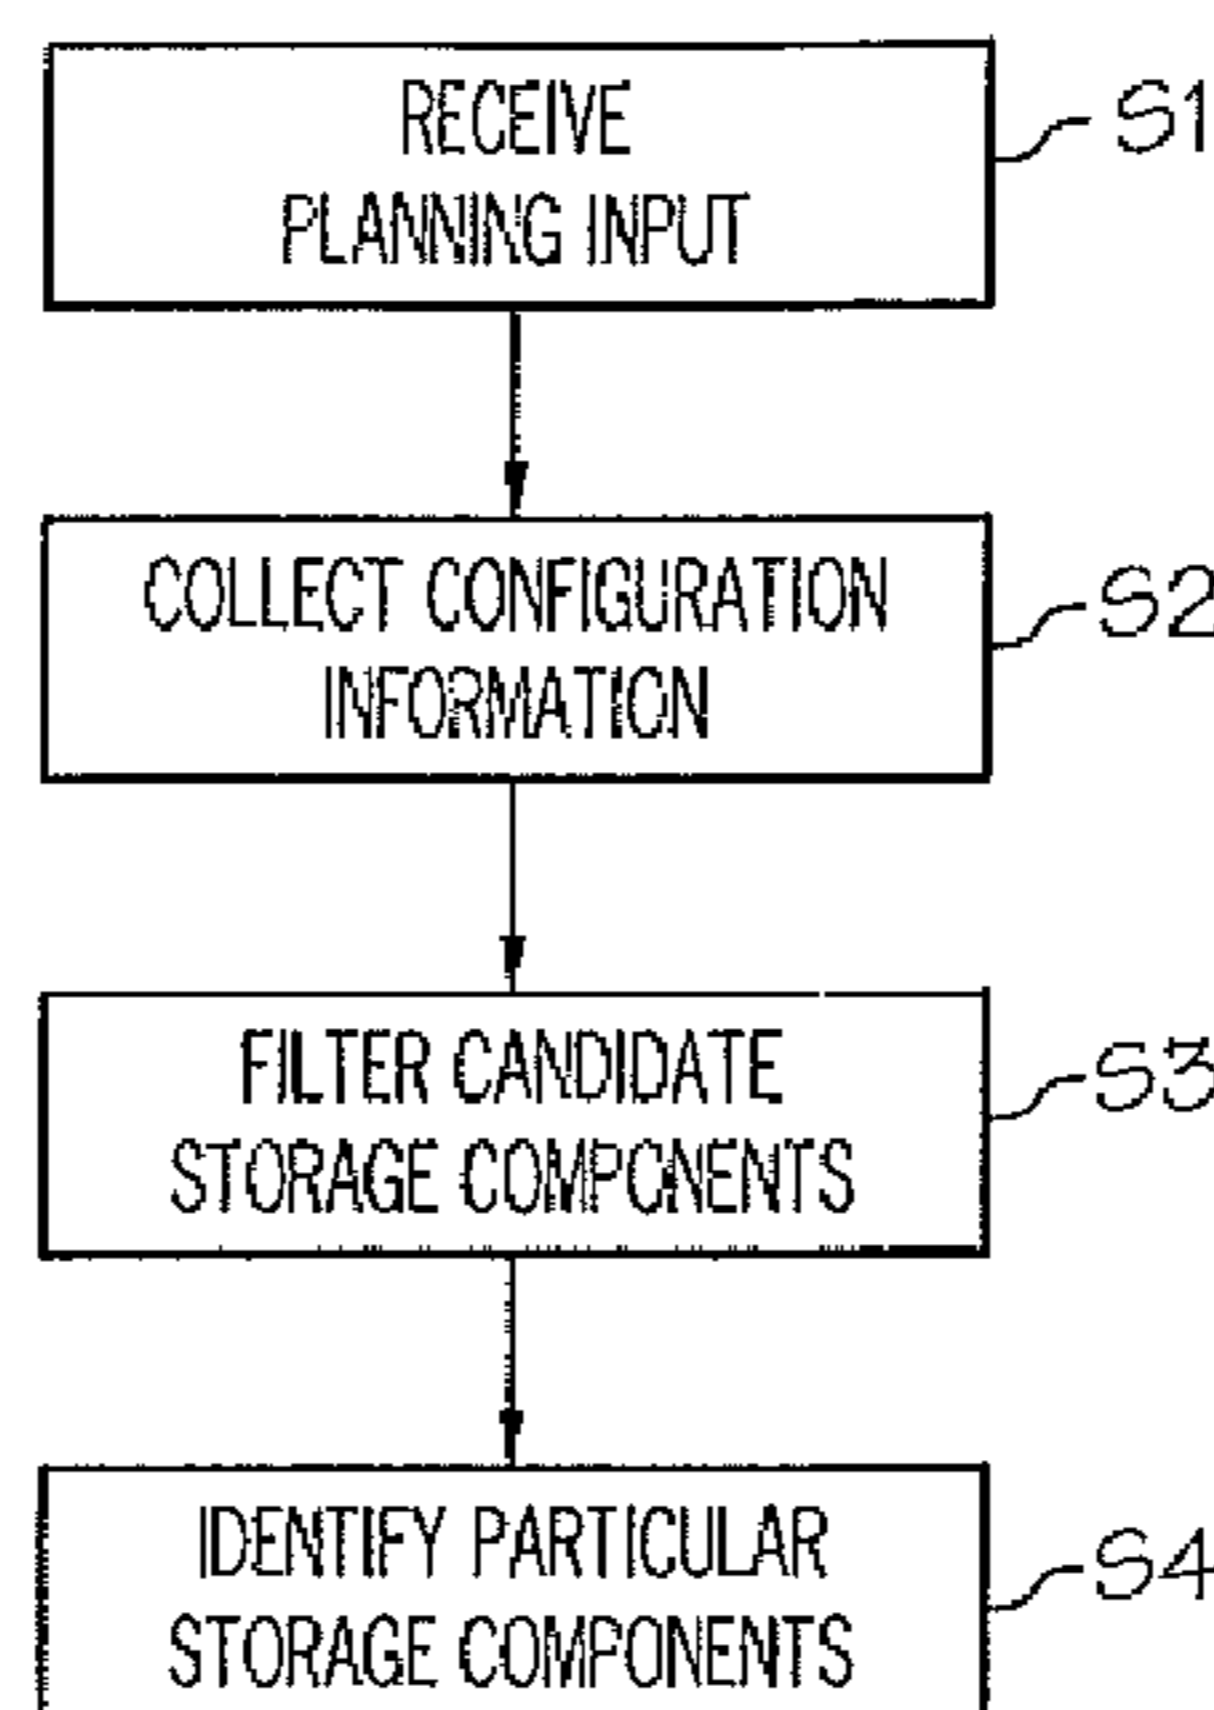 RECEIVE
PLANNING INPUT
S1
COLLECT CONFIGURATION
INFORMATION
S2
FILTER CANDIDATE
STORAGE COMPONENTS
S3
IDENTIFY PARTICULAR
STORAGE COMPONENTS
S4